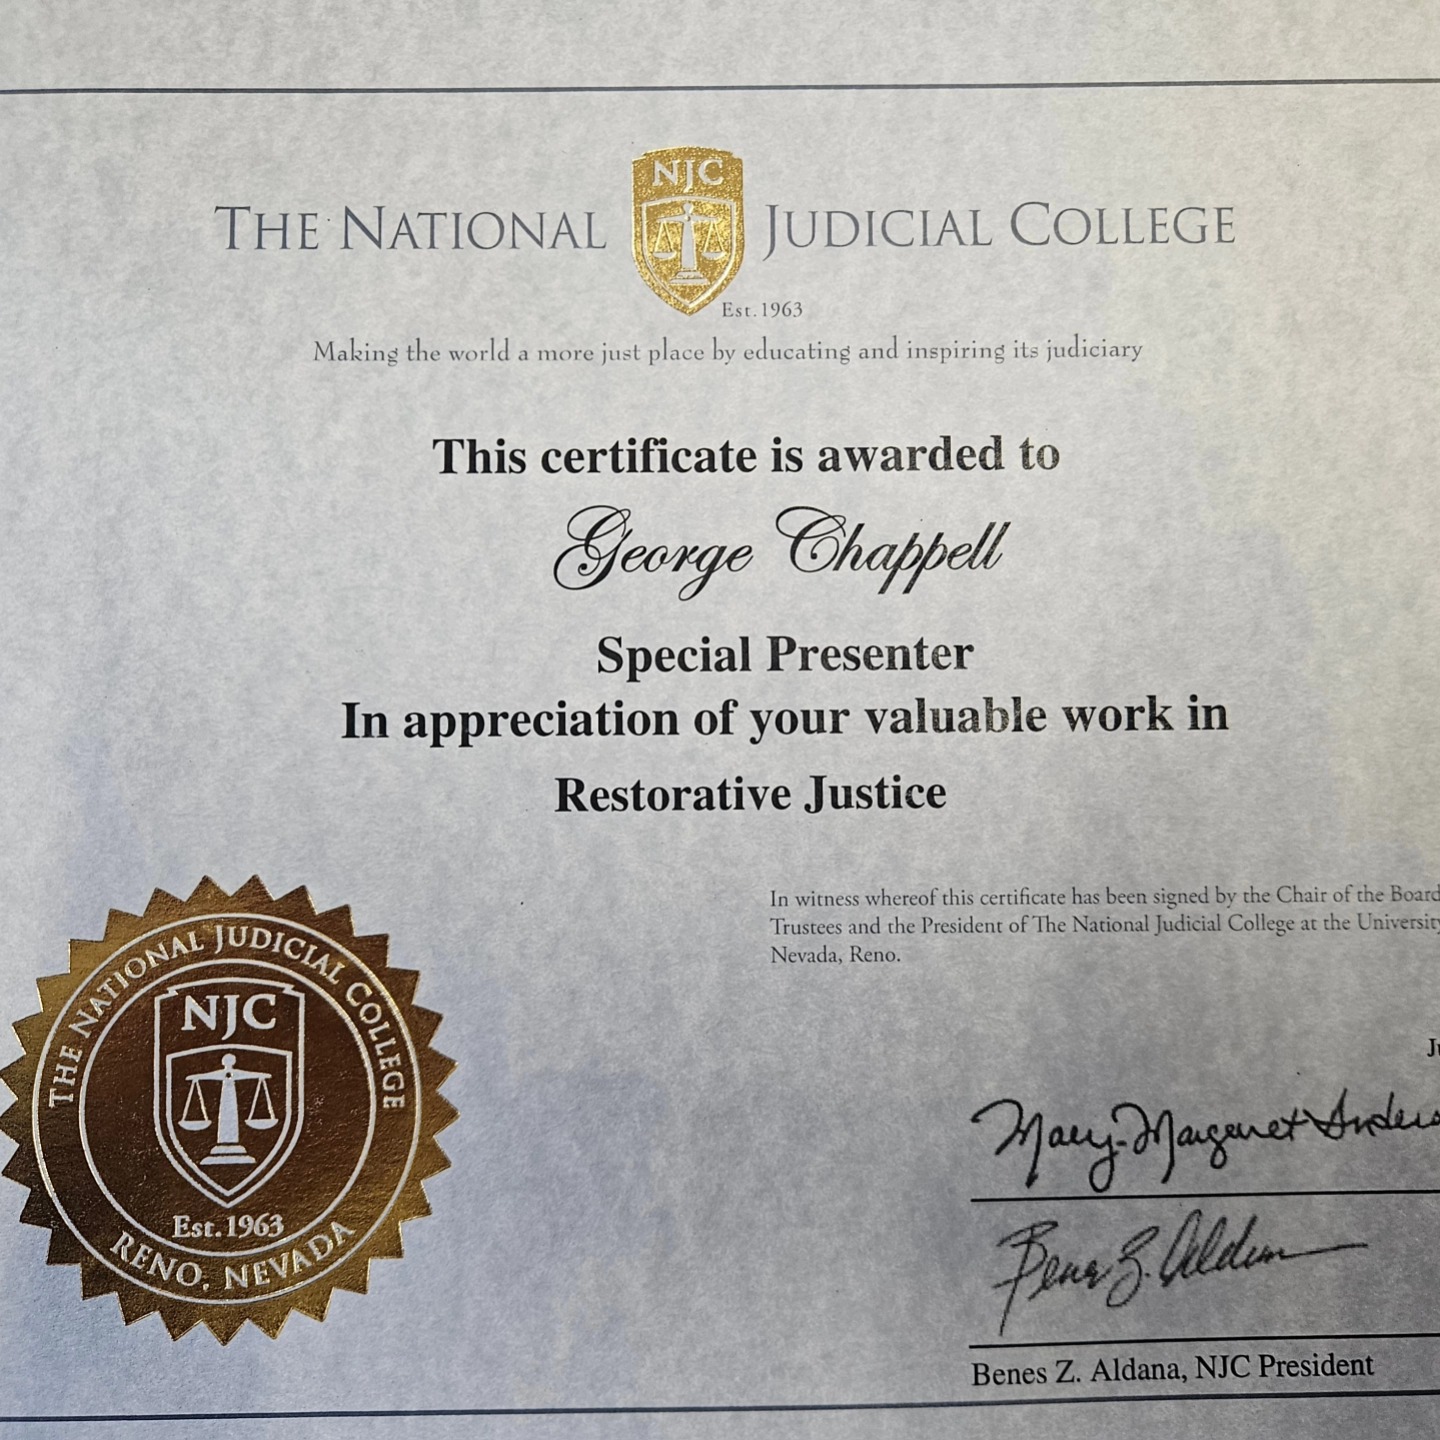 NJC
THE NATIONAL JUDICIAL COLLEGE
Est. 1963
Making the world a more just place by educating and inspiring its judiciary
This certificate is awarded to
George Chappell
Special Presenter
In appreciation of your valuable work in
Restorative Justice
In witness whereof this certificate has been signed by the Chair of the Board
Trustees and the President of The National Judicial College at the University
Nevada, Reno.
THE NATIONAL JUDICIAL COLLEGE
NJC
Est. 1963
RENO, NEVADA
Mary-Margaret
Benes Z. Aldana
Benes Z. Aldana, NJC President